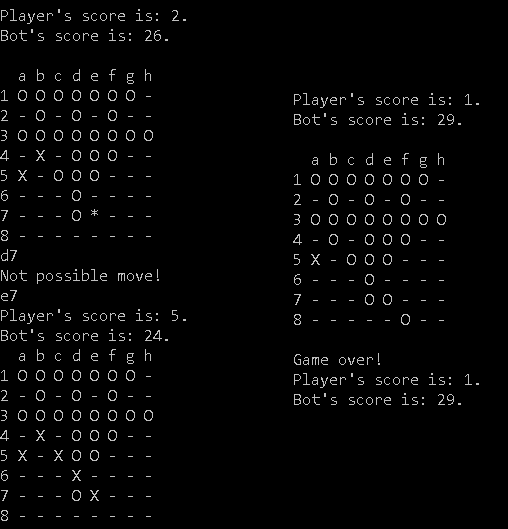 Player's score is: 2.
Bot's score is: 26.
a b c d e f g h
1 O O O O O O O -
2 - O - O - O - -
3 O O O O O O O O
4 - X - O O O - -
5 X - O O O - - -
6 - - - O - - - -
7 - - - O * - - -
8 - - - - - - - -
d7
Not possible move!
e7
Player's score is: 5.
Bot's score is: 24.
a b c d e f g h
1 O O O O O O O -
2 - O - O - O - -
3 O O O O O O O O
4 - X - O O O - -
5 X - X O O - - -
6 - - - X - - - -
7 - - - O X - - -
8 - - - - - - - -
Player's score is: 1.
Bot's score is: 29.
a b c d e f g h
1 O O O O O O O -
2 - O - O - O - -
3 O O O O O O O O
4 - O - O O O - -
5 X - O O O - - -
6 - - - O - - - -
7 - - - O O - - -
8 - - - - - O - -
Game over!
Player's score is: 1.
Bot's score is: 29.